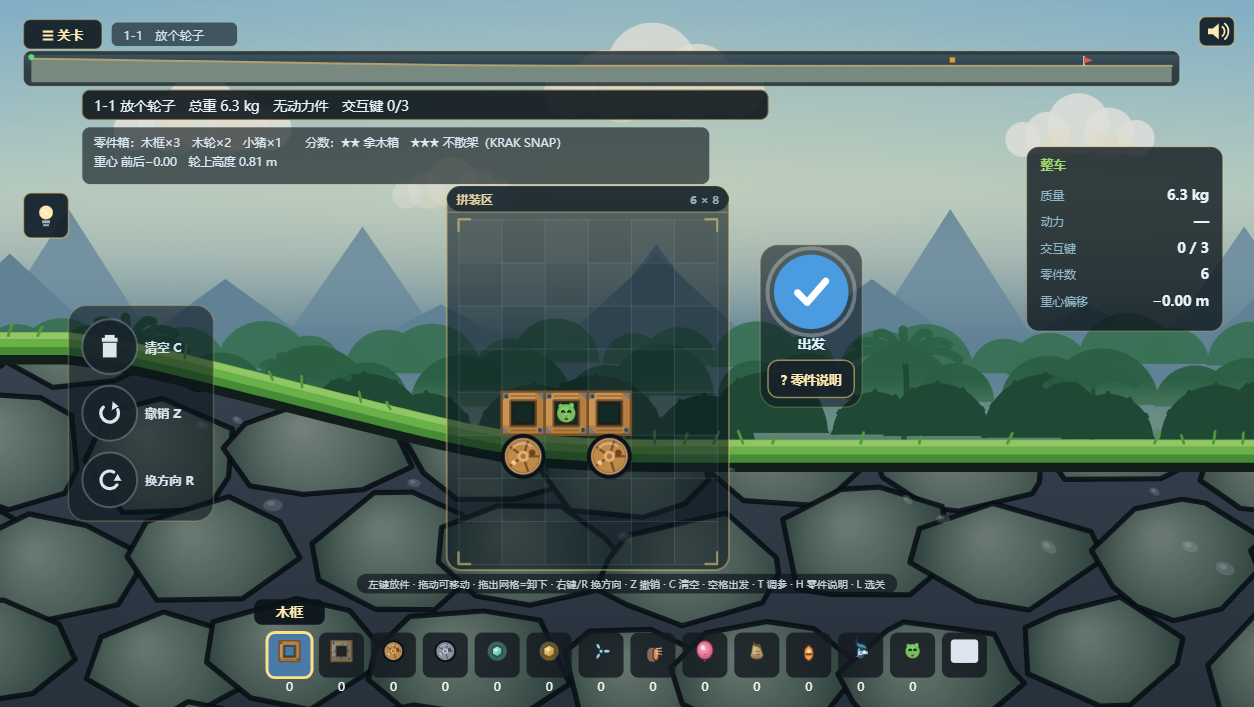 ☰ 关卡
1-1 放个轮子
1-1 放个轮子 总重 6.3 kg 无动力件 交互键 0/3
零件箱：木框×3 木轮×2 小猪×1 分数：★★ 拿木箱 ★★★ 不散架（KRAK SNAP）
重心 前后−0.00 轮上高度 0.81 m
拼装区 6 × 8
整车
质量 6.3 kg
动力 —
交互键 0 / 3
零件数 6
重心偏移 −0.00 m
清空 C
撤销 Z
换方向 R
出发
? 零件说明
左键放件 · 拖动可移动 · 拖出网格=卸下 · 右键/R 换方向 · Z 撤销 · C 清空 · 空格出发 · T 调参 · H 零件说明 · L 选关
木框
0 0 0 0 0 0 0 0 0 0 0 0 0